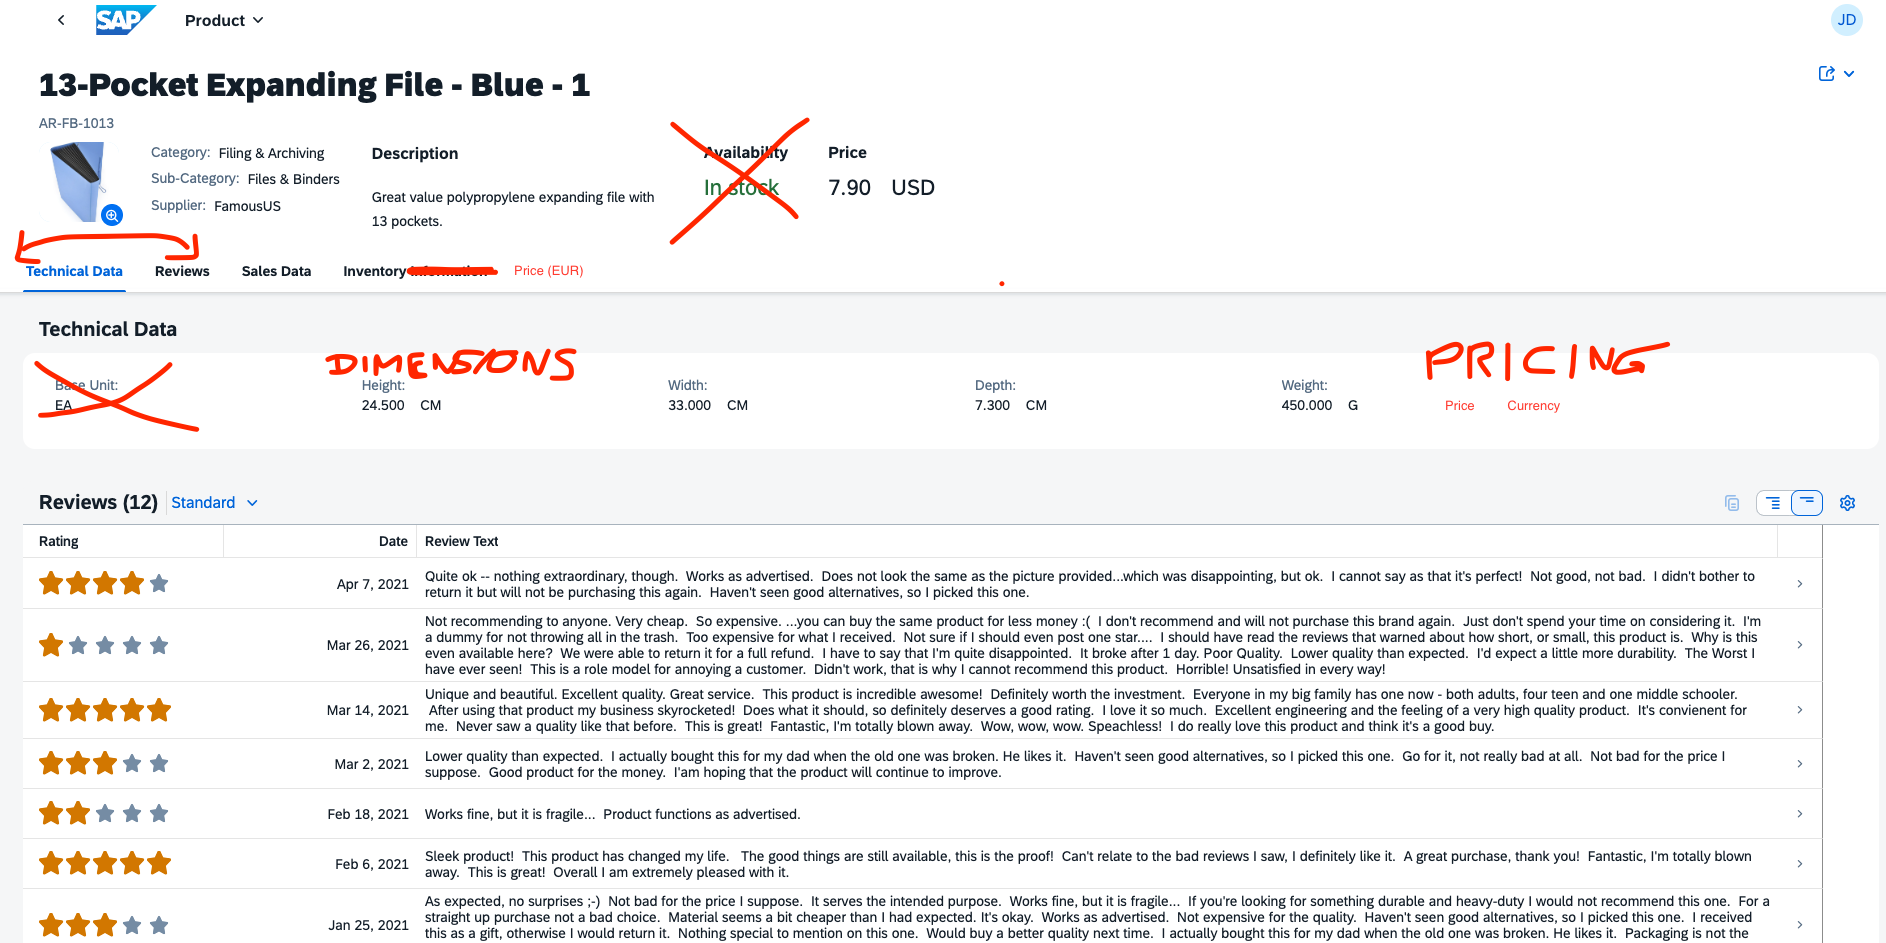 SAP Product JD
13-Pocket Expanding File - Blue - 1
AR-FB-1013
Category: Filing & Archiving
Sub-Category: Files & Binders
Supplier: FamousUS
Description
Great value polypropylene expanding file with
13 pockets.
Availability
In stock
Price
7.90 USD
Technical Data Reviews Sales Data Inventory Information Price (EUR)
Technical Data
DIMENSIONS PRICING
Base Unit: Height: Width: Depth: Weight:
EA 24.500 CM 33.000 CM 7.300 CM 450.000 G Price Currency
Reviews (12) Standard
Rating Date Review Text
Apr 7, 2021 Quite ok -- nothing extraordinary, though. Works as advertised. Does not look the same as the picture provided...which was disappointing, but ok. I cannot say as that it's perfect! Not good, not bad. I didn't bother to
return it but will not be purchasing this again. Haven't seen good alternatives, so I picked this one.
Not recommending to anyone. Very cheap. So expensive. ...you can buy the same product for less money :( I don't recommend and will not purchase this brand again. Just don't spend your time on considering it. I'm
a dummy for not throwing all in the trash. Too expensive for what I received. Not sure if I should even post one star.... I should have read the reviews that warned about how short, or small, this product is. Why is this
Mar 26, 2021 even available here? We were able to return it for a full refund. I have to say that I'm quite disappointed. It broke after 1 day. Poor Quality. Lower quality than expected. I'd expect a little more durability. The Worst I
have ever seen! This is a role model for annoying a customer. Didn't work, that is why I cannot recommend this product. Horrible! Unsatisfied in every way!
Unique and beautiful. Excellent quality. Great service. This product is incredible awesome! Definitely worth the investment. Everyone in my big family has one now - both adults, four teen and one middle schooler.
Mar 14, 2021 After using that product my business skyrocketed! Does what it should, so definitely deserves a good rating. I love it so much. Excellent engineering and the feeling of a very high quality product. It's convienent for
me. Never saw a quality like that before. This is great! Fantastic, I'm totally blown away. Wow, wow, wow. Speachless! I do really love this product and think it's a good buy.
Mar 2, 2021 Lower quality than expected. I actually bought this for my dad when the old one was broken. He likes it. Haven't seen good alternatives, so I picked this one. Go for it, not really bad at all. Not bad for the price I
suppose. Good product for the money. I'am hoping that the product will continue to improve.
Feb 18, 2021 Works fine, but it is fragile... Product functions as advertised.
Feb 6, 2021 Sleek product! This product has changed my life. The good things are still available, this is the proof! Can't relate to the bad reviews I saw, I definitely like it. A great purchase, thank you! Fantastic, I'm totally blown
away. This is great! Overall I am extremely pleased with it.
As expected, no surprises ;-) Not bad for the price I suppose. It serves the intended purpose. Works fine, but it is fragile... If you're looking for something durable and heavy-duty I would not recommend this one. For a
Jan 25, 2021 straight up purchase not a bad choice. Material seems a bit cheaper than I had expected. It's okay. Works as advertised. Not expensive for the quality. Haven't seen good alternatives, so I picked this one. I received
this as a gift, otherwise I would return it. Nothing special to mention on this one. Would buy a better quality next time. I actually bought this for my dad when the old one was broken. He likes it. Packaging is not the